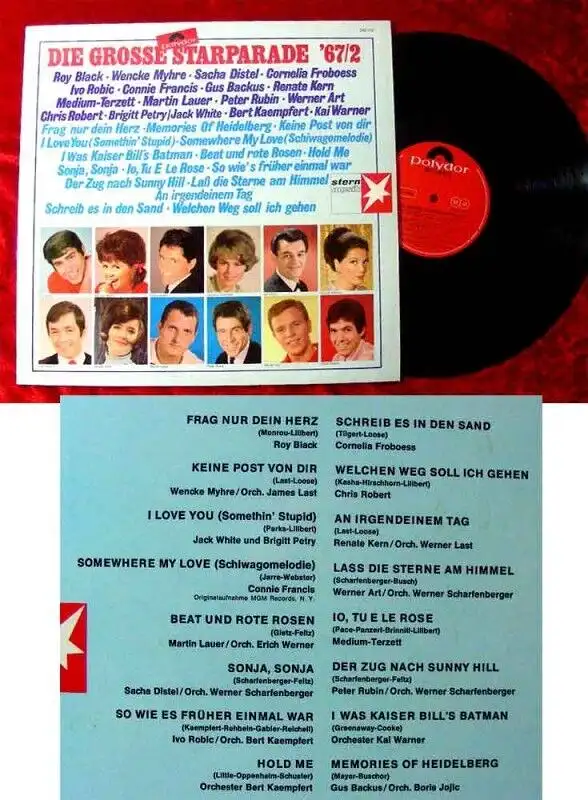 Polydor
DIE GROSSE STARPARADE '67/2
Roy Black · Wencke Myhre · Sacha Distel · Cornelia Froboess
Ivo Robic · Connie Francis · Gus Backus · Renate Kern
Medium-Terzett · Martin Lauer · Peter Rubin · Werner Art
Chris Robert · Brigitt Petry/Jack White · Bert Kaempfert · Kai Warner
Frag nur dein Herz · Memories Of Heidelberg · Keine Post von dir
I Love You (Somethin' Stupid) · Somewhere My Love (Schiwagomelodie)
I Was Kaiser Bill's Batman · Beat und rote Rosen · Hold Me
Sonja, Sonja · Io, Tu E Le Rose · So wie's früher einmal war
Der Zug nach Sunny Hill · Laß die Sterne am Himmel
An irgendeinem Tag
Schreib es in den Sand · Welchen Weg soll ich gehen
stern
musik
Polydor
FRAG NUR DEIN HERZ
(Monrou-Lilibert)
Roy Black
KEINE POST VON DIR
(Last-Loose)
Wencke Myhre/Orch. James Last
I LOVE YOU (Somethin' Stupid)
(Parks-Lilibert)
Jack White und Brigitt Petry
SOMEWHERE MY LOVE (Schiwagomelodie)
(Jarre-Webster)
Connie Francis
Originalaufnahme MGM Records, N. Y.
BEAT UND ROTE ROSEN
(Gietz-Feltz)
Martin Lauer/Orch. Erich Werner
SONJA, SONJA
(Scharfenberger-Feltz)
Sacha Distel/Orch. Werner Scharfenberger
SO WIE ES FRÜHER EINMAL WAR
(Kaempfert-Rehbein-Gabler-Reichell)
Ivo Robic/Orch. Bert Kaempfert
HOLD ME
(Little-Oppenheim-Schuster)
Orchester Bert Kaempfert
SCHREIB ES IN DEN SAND
(Tilgert-Loose)
Cornelia Froboess
WELCHEN WEG SOLL ICH GEHEN
(Kasha-Hirschhorn-Lilibert)
Chris Robert
AN IRGENDEINEM TAG
(Last-Loose)
Renate Kern/Orch. Werner Last
LASS DIE STERNE AM HIMMEL
(Scharfenberger-Busch)
Werner Art/Orch. Werner Scharfenberger
IO, TU E LE ROSE
(Pace-Panzeri-Brinniti-Lilibert)
Medium-Terzett
DER ZUG NACH SUNNY HILL
(Scharfenberger-Feltz)
Peter Rubin/Orch. Werner Scharfenberger
I WAS KAISER BILL'S BATMAN
(Greenaway-Cooke)
Orchester Kai Warner
MEMORIES OF HEIDELBERG
(Mayer-Buschor)
Gus Backus/Orch. Boris Jojic